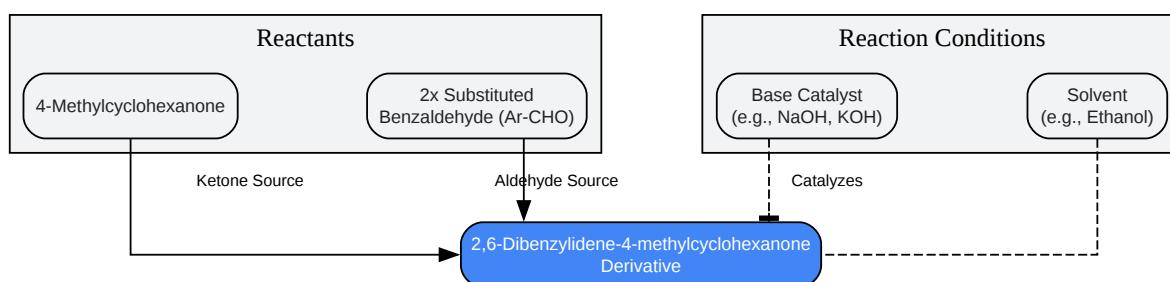 Reactants
Reaction Conditions
4-Methylcyclohexanone
2x Substituted
Benzaldehyde (Ar-CHO)
Base Catalyst
(e.g., NaOH, KOH)
Solvent
(e.g., Ethanol)
Ketone Source
Aldehyde Source
Catalyzes
2,6-Dibenzylidene-4-methylcyclohexanone
Derivative